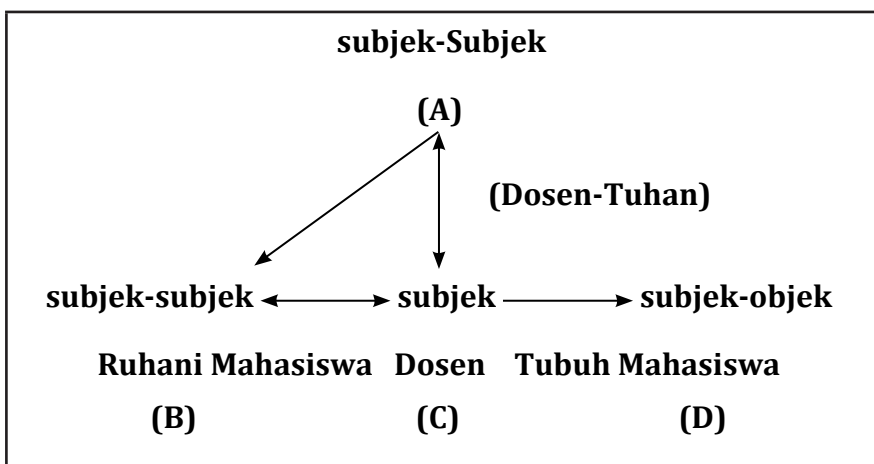 subjek-Subjek
(A)
(Dosen-Tuhan)
subjek-subjek subjek subjek-objek
Ruhani Mahasiswa Dosen Tubuh Mahasiswa
(B) (C) (D)